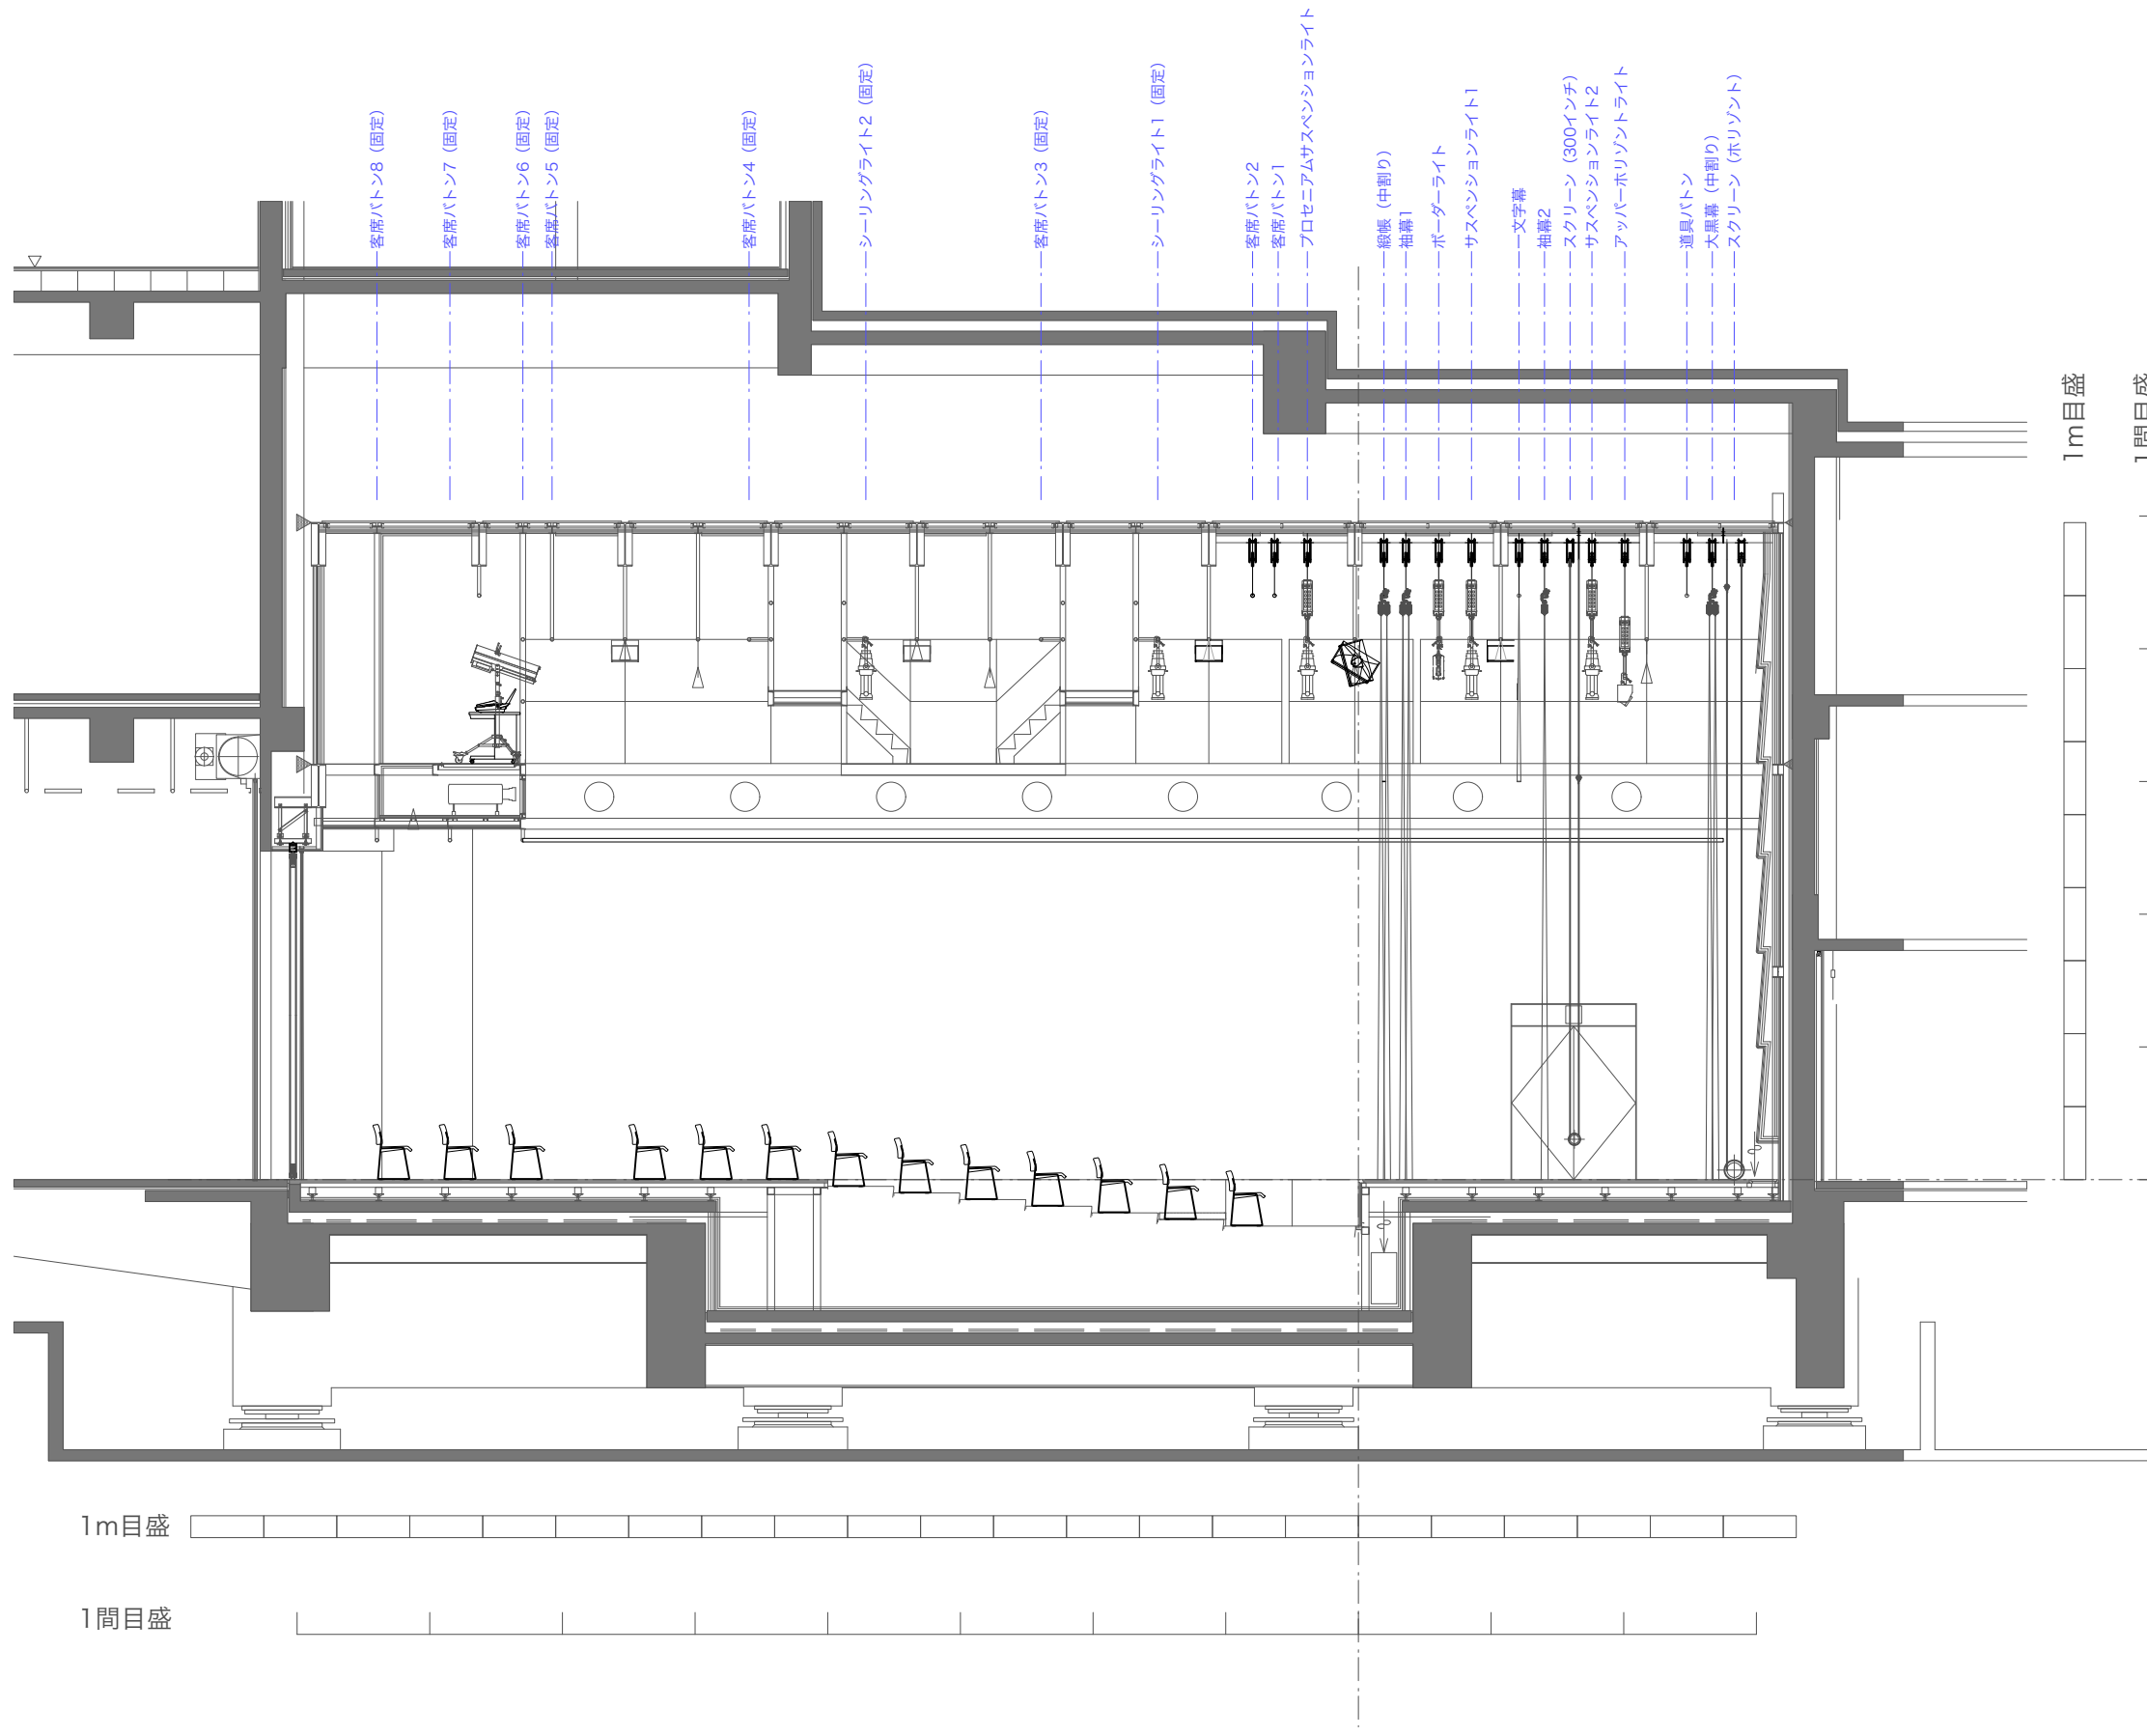 客席バトン8（固定）
客席バトン7（固定）
客席バトン6（固定）
客席バトン5（固定）
客席バトン4（固定）
シーリングライト2（固定）
客席バトン3（固定）
シーリングライト1（固定）
客席バトン2
客席バトン1
プロセニアムサスペンションライト
緞帳（中割り）
袖幕1
ボーダーライト
サスペンションライト1
一文字幕
袖幕2
スクリーン（300インチ）
サスペンションライト2
アッパーホリゾントライト
道具バトン
大黒幕（中割り）
スクリーン（ホリゾント）
1m目盛
1間目盛
1m目盛
1間目盛